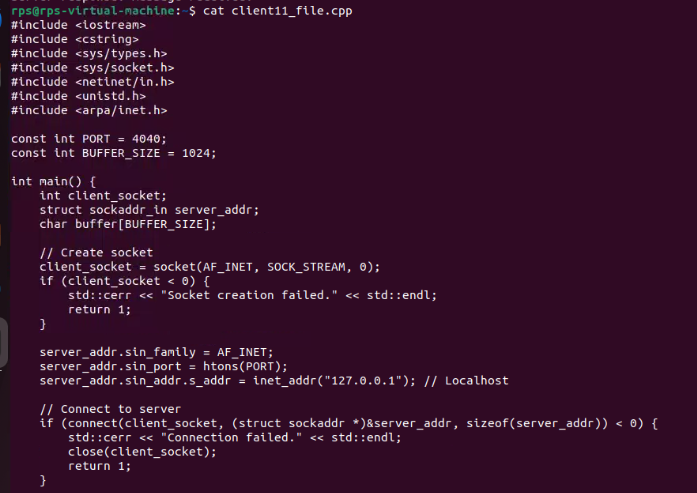 rps@rps-virtual-machine:~$ cat client11_file.cpp
#include <iostream>
#include <cstring>
#include <sys/types.h>
#include <sys/socket.h>
#include <netinet/in.h>
#include <unistd.h>
#include <arpa/inet.h>

const int PORT = 4040;
const int BUFFER_SIZE = 1024;

int main() {
    int client_socket;
    struct sockaddr_in server_addr;
    char buffer[BUFFER_SIZE];

    // Create socket
    client_socket = socket(AF_INET, SOCK_STREAM, 0);
    if (client_socket < 0) {
        std::cerr << "Socket creation failed." << std::endl;
        return 1;
    }

    server_addr.sin_family = AF_INET;
    server_addr.sin_port = htons(PORT);
    server_addr.sin_addr.s_addr = inet_addr("127.0.0.1"); // Localhost

    // Connect to server
    if (connect(client_socket, (struct sockaddr *)&server_addr, sizeof(server_addr)) < 0) {
        std::cerr << "Connection failed." << std::endl;
        close(client_socket);
        return 1;
    }